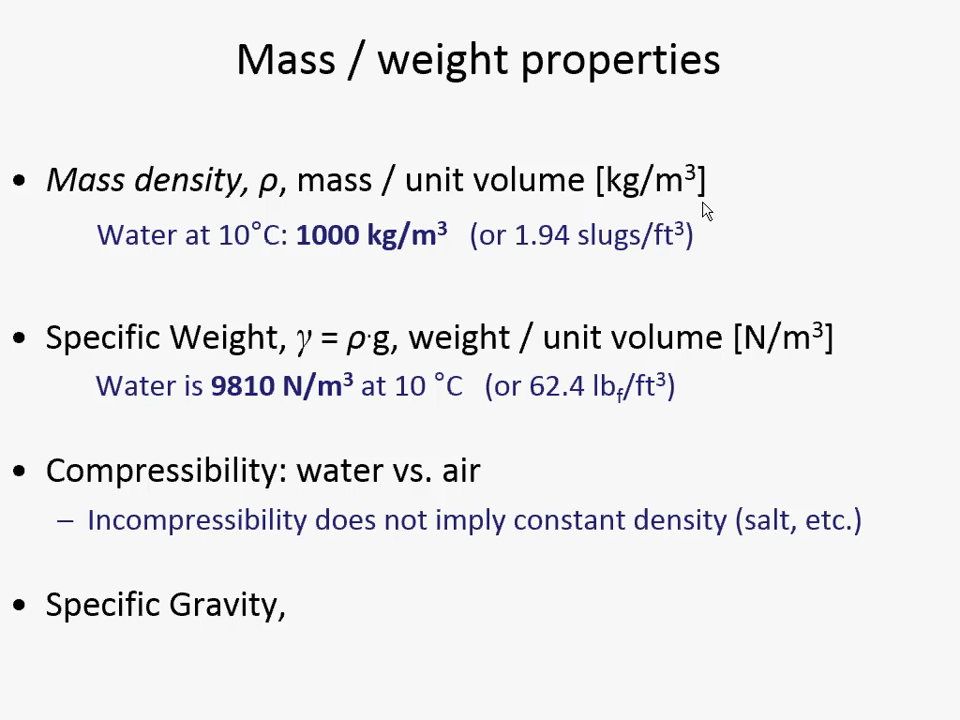 Mass / weight properties
• Mass density, ρ, mass / unit volume [kg/m³]
Water at 10°C: 1000 kg/m³ (or 1.94 slugs/ft³)
• Specific Weight, γ = ρ·g, weight / unit volume [N/m³]
Water is 9810 N/m³ at 10 °C (or 62.4 lbf/ft³)
• Compressibility: water vs. air
– Incompressibility does not imply constant density (salt, etc.)
• Specific Gravity,